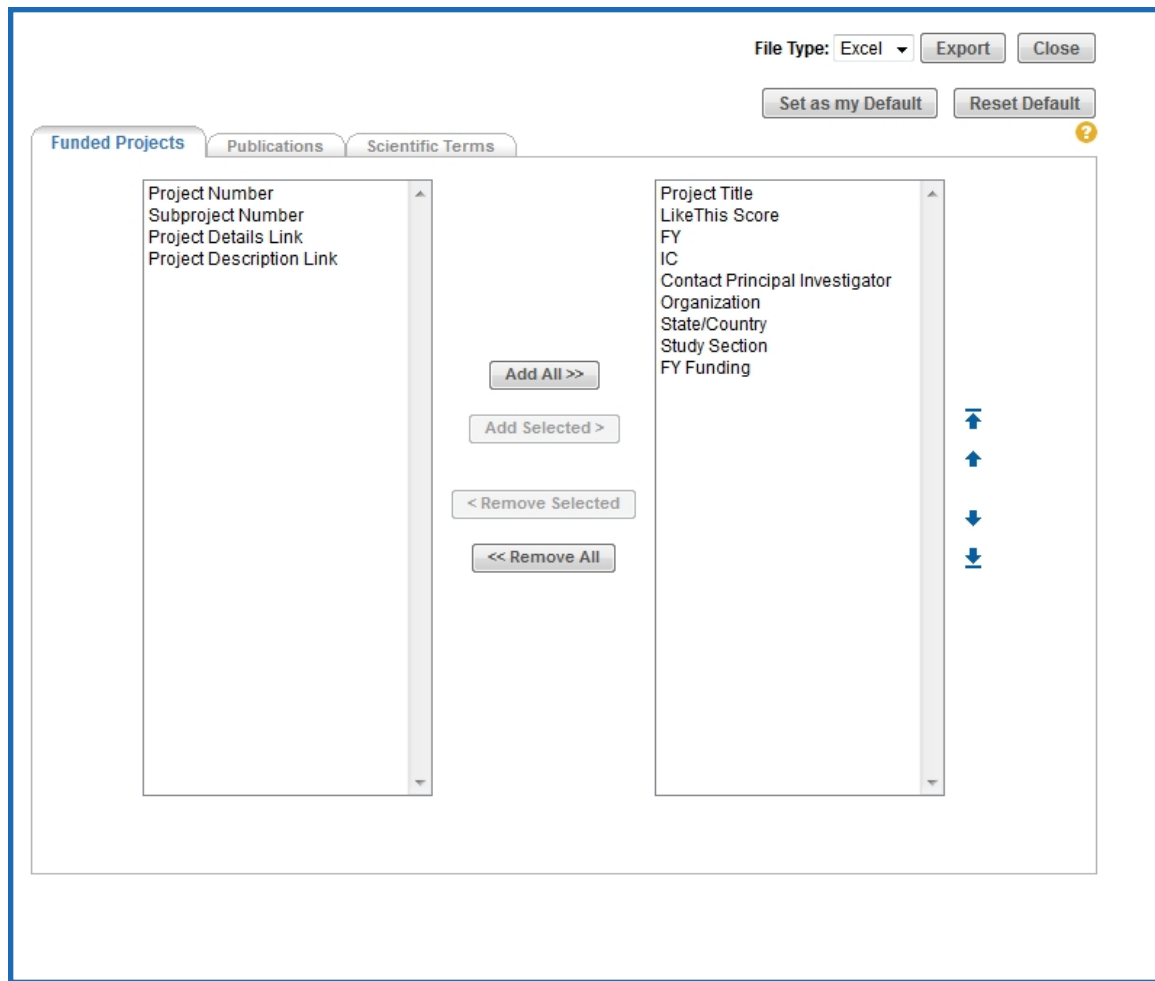 File Type: Excel Export Close
Set as my Default Reset Default
?
Funded Projects Publications Scientific Terms
Project Number
Subproject Number
Project Details Link
Project Description Link
Add All >>
Add Selected >
< Remove Selected
<< Remove All
Project Title
LikeThis Score
FY
IC
Contact Principal Investigator
Organization
State/Country
Study Section
FY Funding